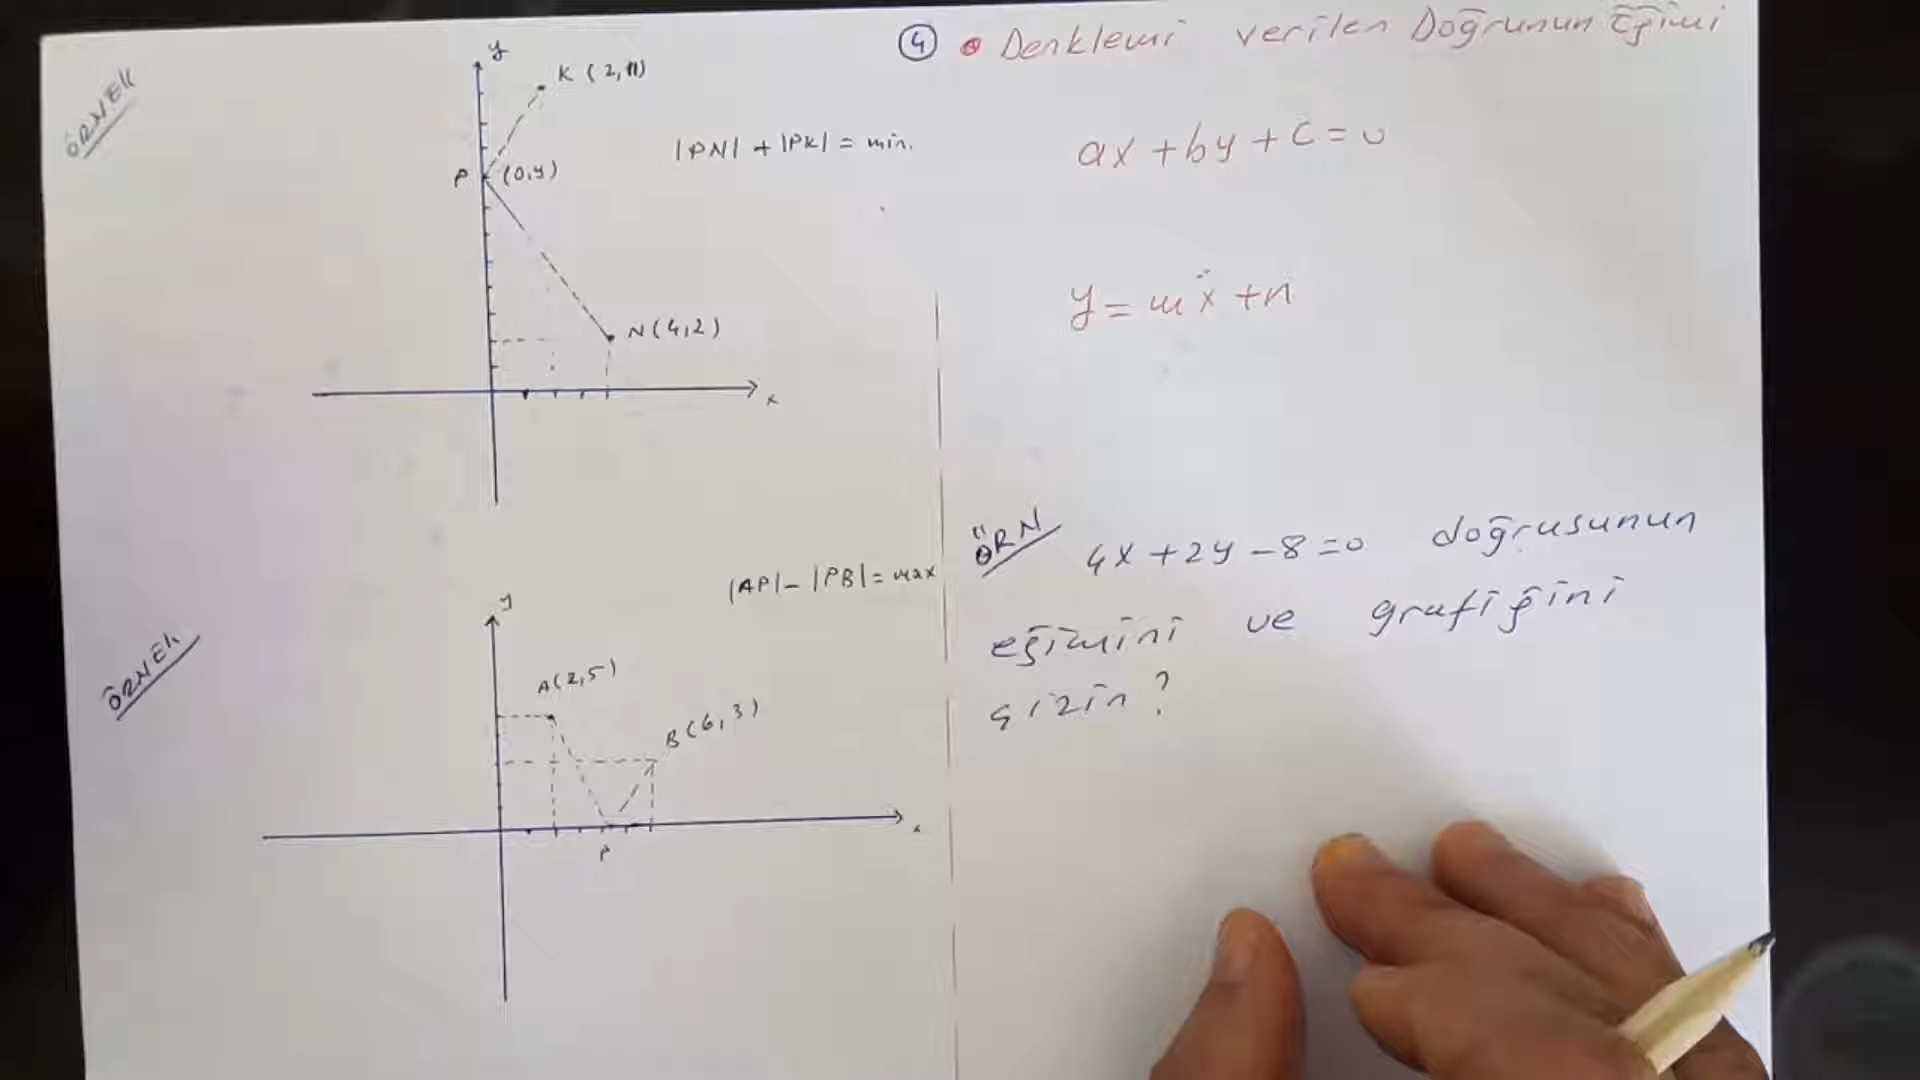 ÖRNEK
y
K (2,11)
|PN| + |PK| = min.
P (0,y)
N(4,2)
x
|AP| - |PB| = max
ÖRNEK
y
A(2,5)
B(6,3)
P
x
④ • Denklemi verilen Doğrunun Eğimi
ax + by + c = 0
y = mx + n
ÖRN 4x + 2y - 8 = 0 doğrusunun
eğimini ve grafiğini
çizin?